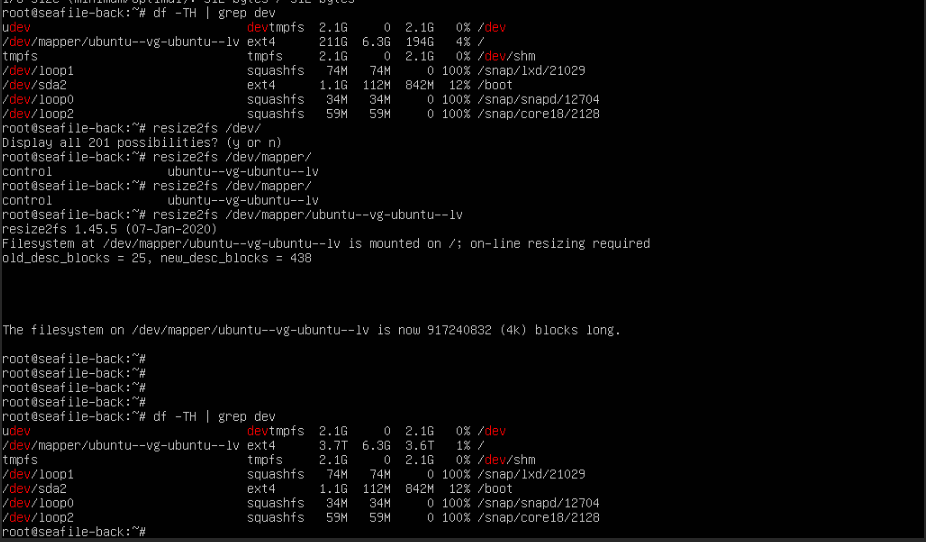 I/O size (minimum/optimal): 512 bytes / 512 bytes
root@seafile-back:~# df -TH | grep dev
udev                              devtmpfs  2.1G     0  2.1G   0% /dev
/dev/mapper/ubuntu--vg-ubuntu--lv ext4      211G  6.3G  194G   4% /
tmpfs                             tmpfs     2.1G     0  2.1G   0% /dev/shm
/dev/loop1                        squashfs   74M   74M     0 100% /snap/lxd/21029
/dev/sda2                         ext4      1.1G  112M  842M  12% /boot
/dev/loop0                        squashfs   34M   34M     0 100% /snap/snapd/12704
/dev/loop2                        squashfs   59M   59M     0 100% /snap/core18/2128
root@seafile-back:~# resize2fs /dev/
Display all 201 possibilities? (y or n)
root@seafile-back:~# resize2fs /dev/mapper/
control                ubuntu--vg-ubuntu--lv
root@seafile-back:~# resize2fs /dev/mapper/
control                ubuntu--vg-ubuntu--lv
root@seafile-back:~# resize2fs /dev/mapper/ubuntu--vg-ubuntu--lv
resize2fs 1.45.5 (07-Jan-2020)
Filesystem at /dev/mapper/ubuntu--vg-ubuntu--lv is mounted on /; on-line resizing required
old_desc_blocks = 25, new_desc_blocks = 438
The filesystem on /dev/mapper/ubuntu--vg-ubuntu--lv is now 917240832 (4k) blocks long.
root@seafile-back:~#
root@seafile-back:~#
root@seafile-back:~#
root@seafile-back:~#
root@seafile-back:~# df -TH | grep dev
udev                              devtmpfs  2.1G     0  2.1G   0% /dev
/dev/mapper/ubuntu--vg-ubuntu--lv ext4      3.7T  6.3G  3.6T   1% /
tmpfs                             tmpfs     2.1G     0  2.1G   0% /dev/shm
/dev/loop1                        squashfs   74M   74M     0 100% /snap/lxd/21029
/dev/sda2                         ext4      1.1G  112M  842M  12% /boot
/dev/loop0                        squashfs   34M   34M     0 100% /snap/snapd/12704
/dev/loop2                        squashfs   59M   59M     0 100% /snap/core18/2128
root@seafile-back:~#